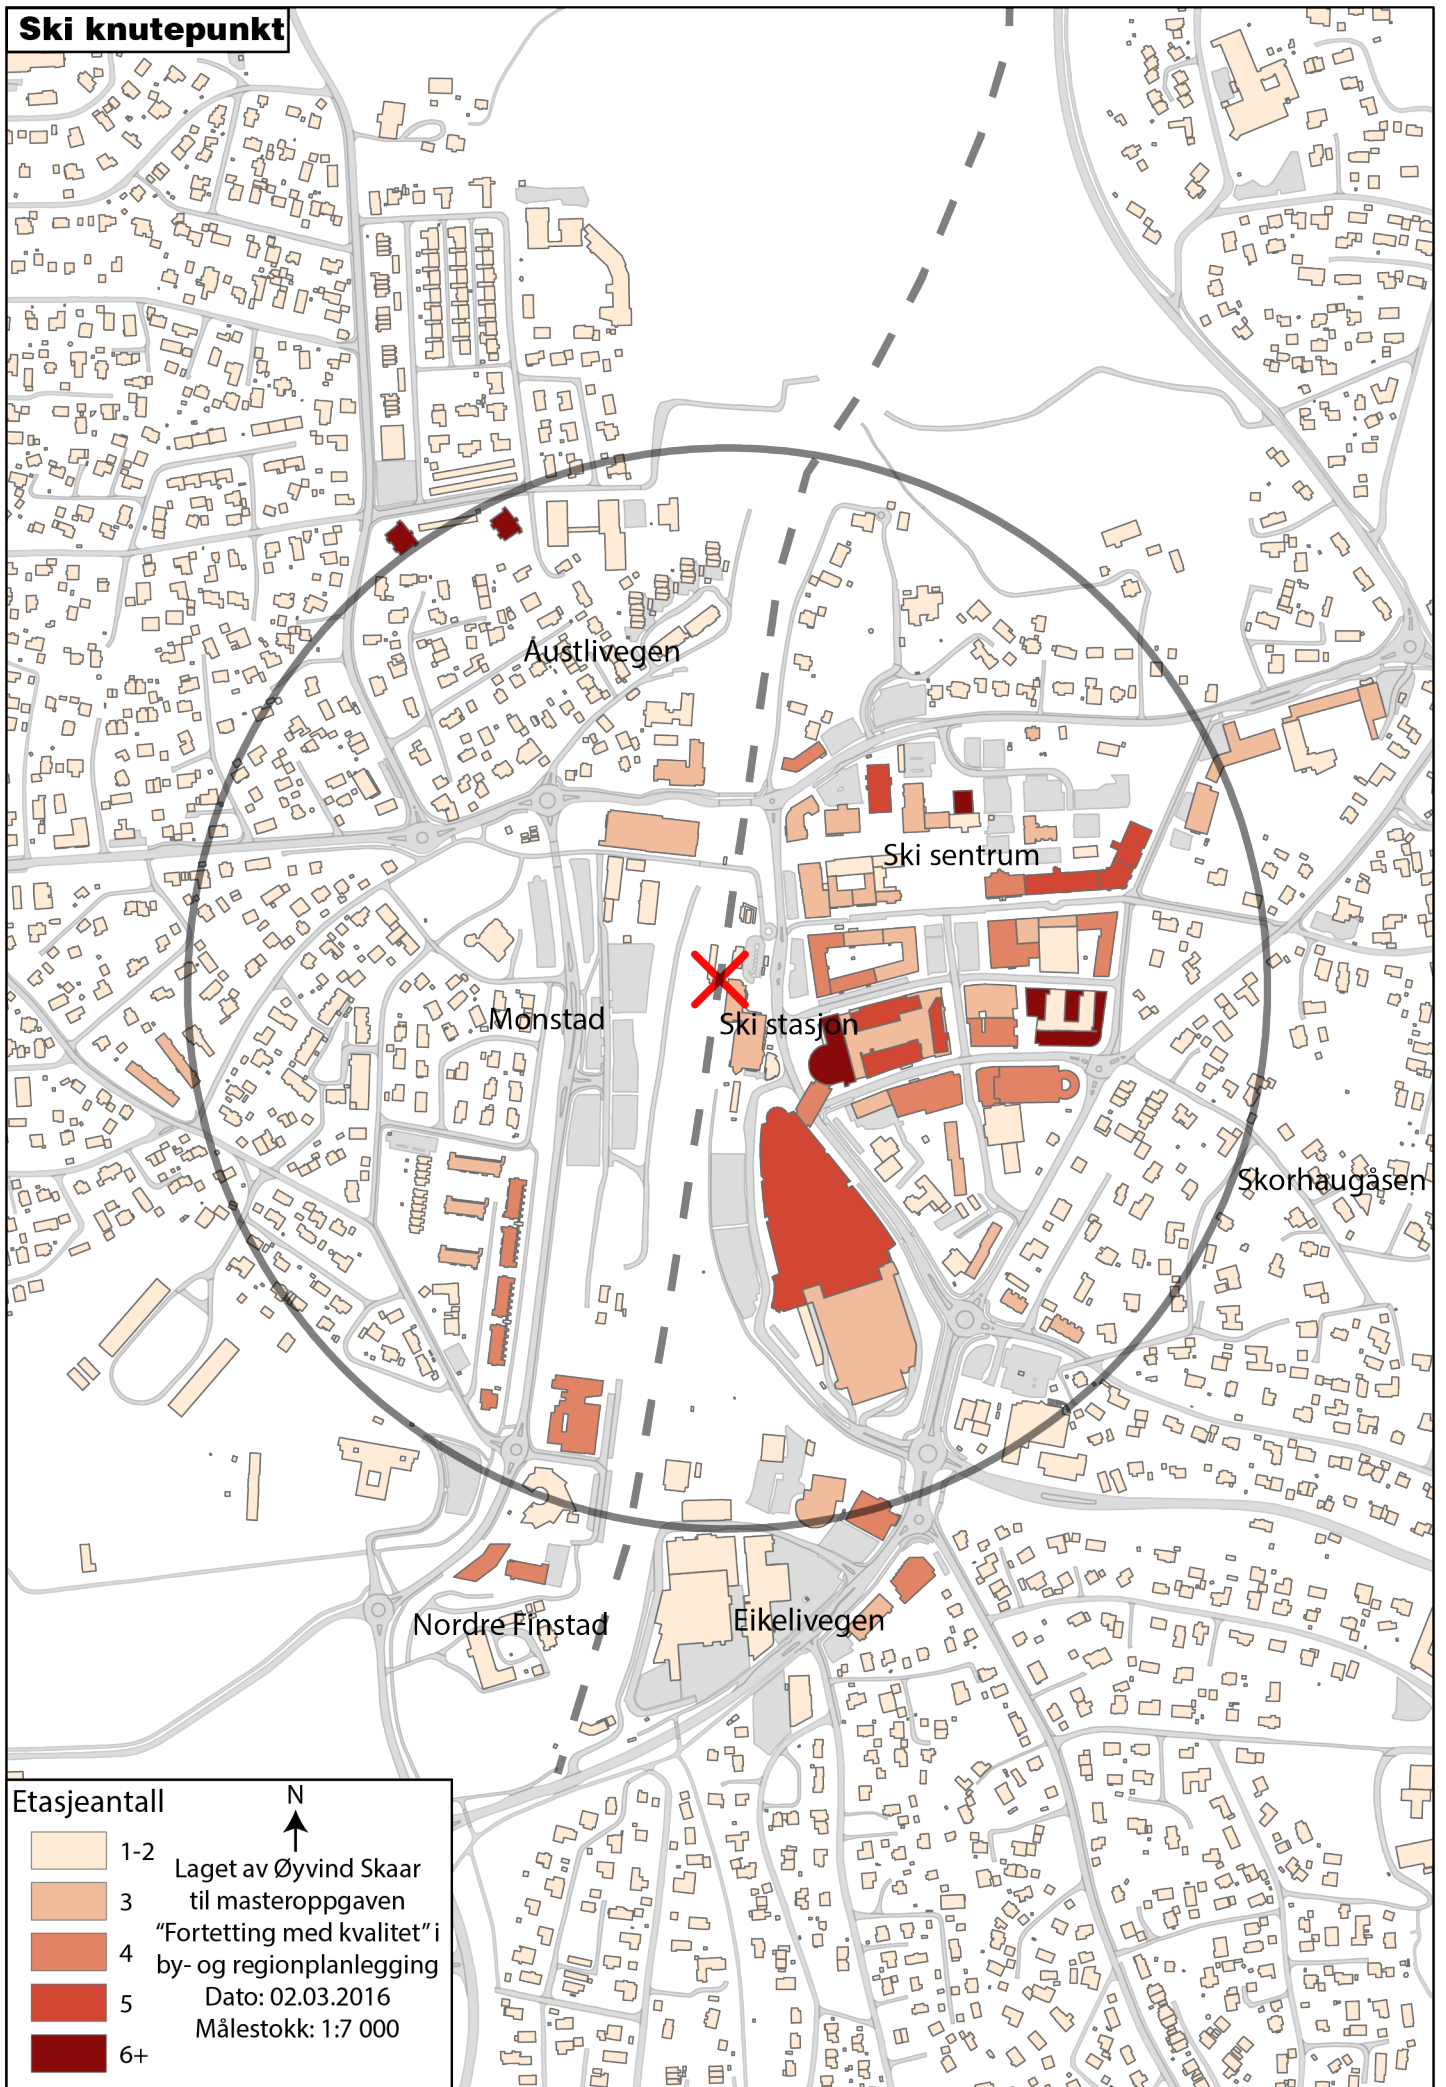 Ski knutepunkt
Austlivegen
Ski sentrum
Monstad
Ski stasjon
Skorhaugåsen
Nordre Finstad
Eikelivegen
Etasjeantall
1-2
3
4
5
6+
N
Laget av Øyvind Skaar
til masteroppgaven
“Fortetting med kvalitet” i
by- og regionplanlegging
Dato: 02.03.2016
Målestokk: 1:7 000